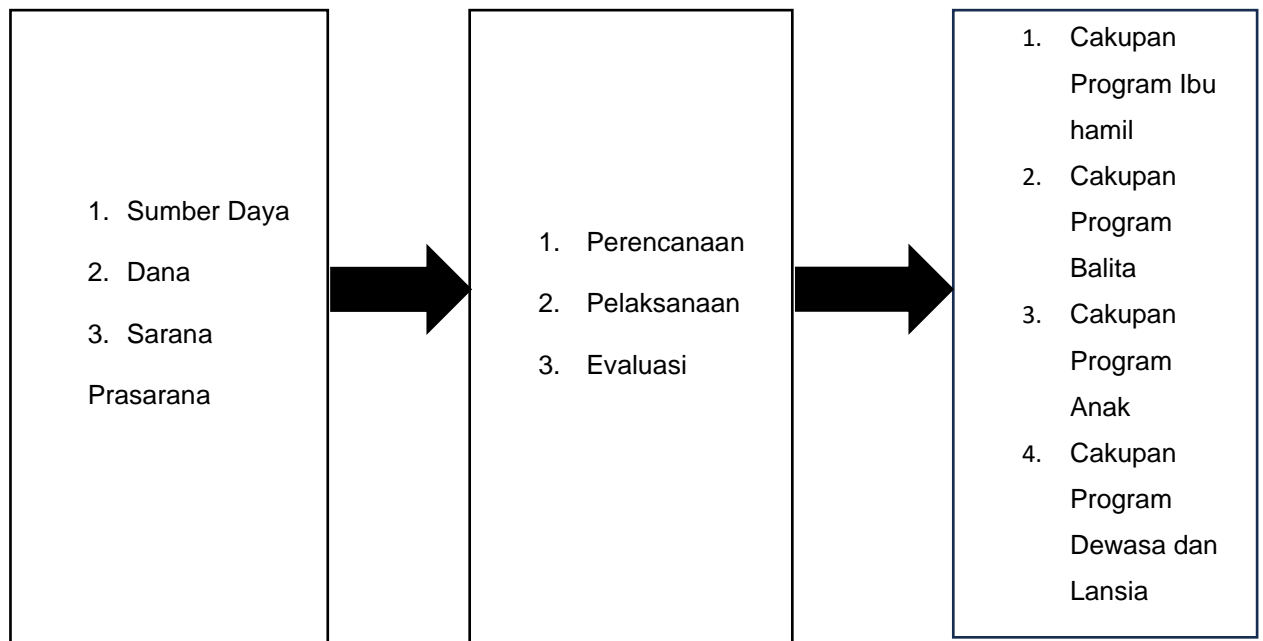 1. Sumber Daya
2. Dana
3. Sarana
Prasarana
1. Perencanaan
2. Pelaksanaan
3. Evaluasi
1. Cakupan
Program Ibu
hamil
2. Cakupan
Program
Balita
3. Cakupan
Program
Anak
4. Cakupan
Program
Dewasa dan
Lansia